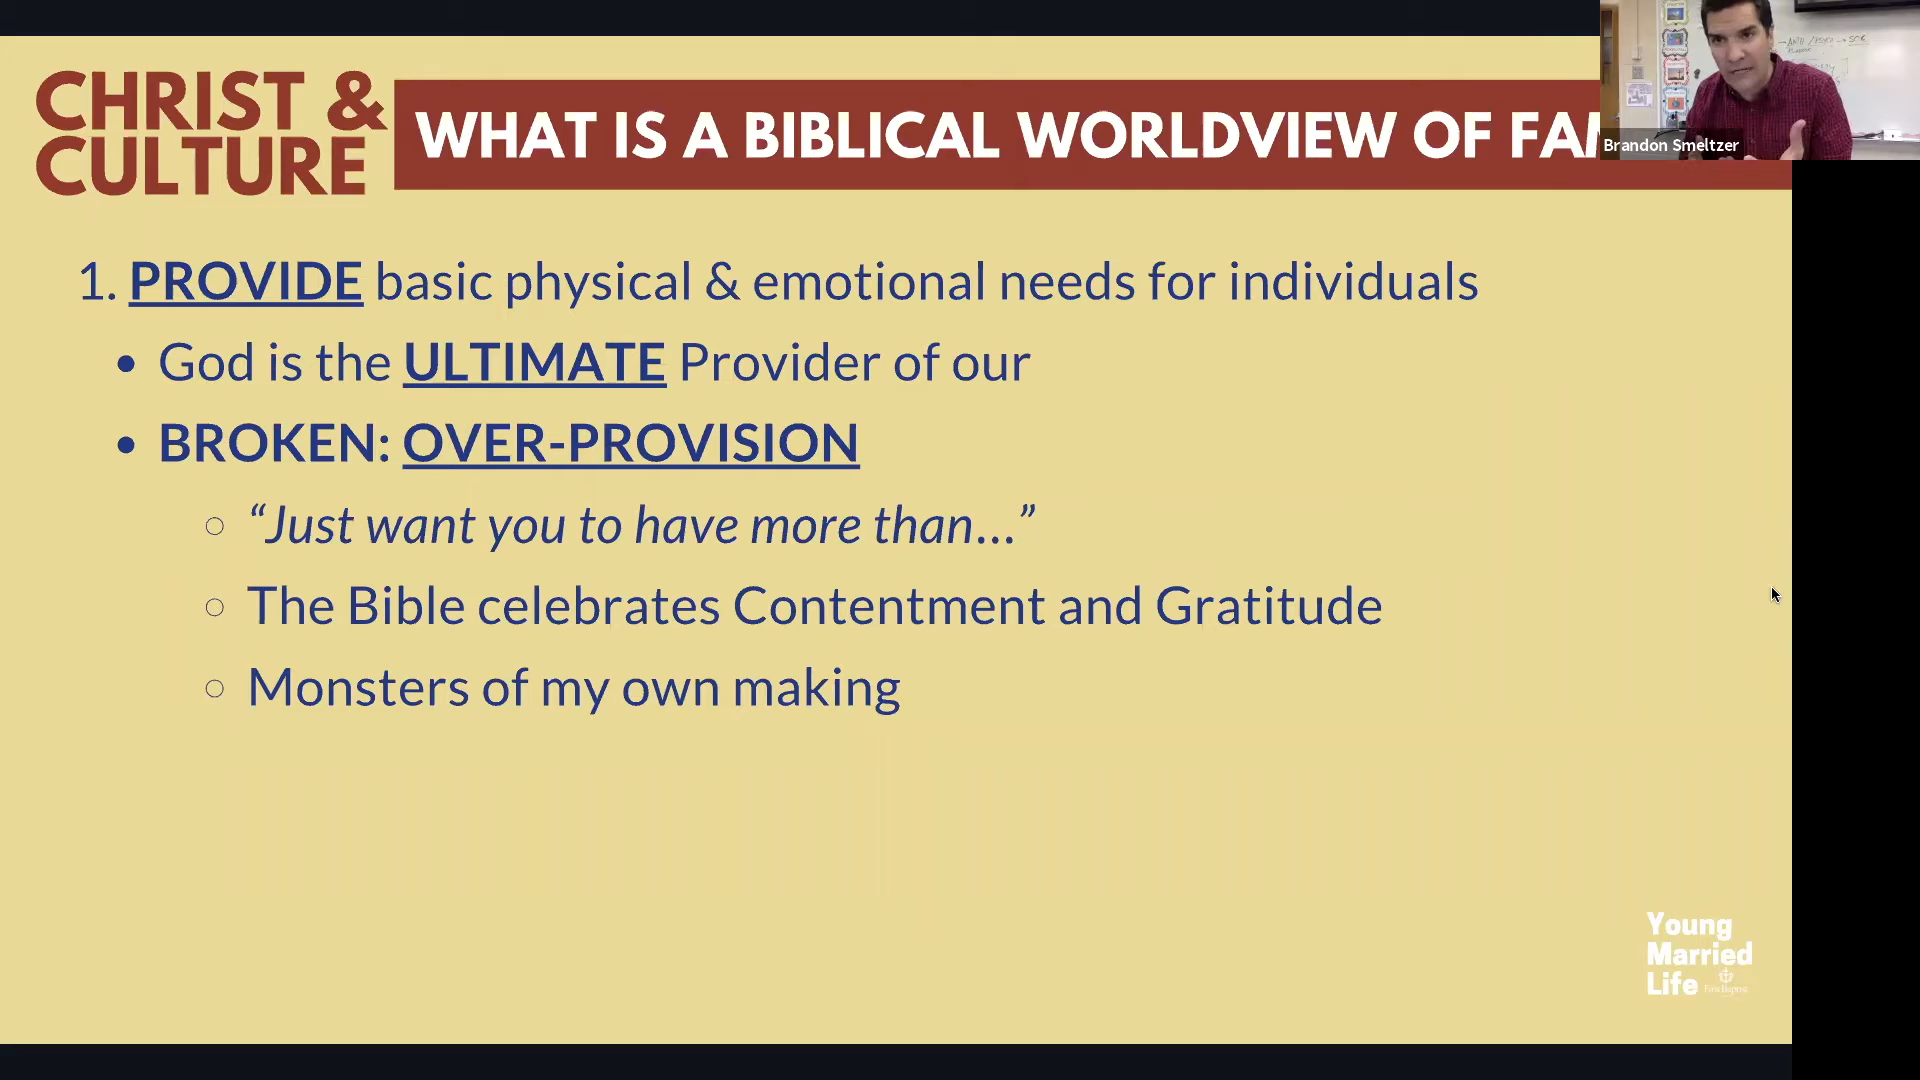 CHRIST &
CULTURE
WHAT IS A BIBLICAL WORLDVIEW OF FAM
Brandon Smeltzer
1. PROVIDE basic physical & emotional needs for individuals
• God is the ULTIMATE Provider of our
• BROKEN: OVER-PROVISION
○ “Just want you to have more than...”
○ The Bible celebrates Contentment and Gratitude
○ Monsters of my own making
Young
Married
Life